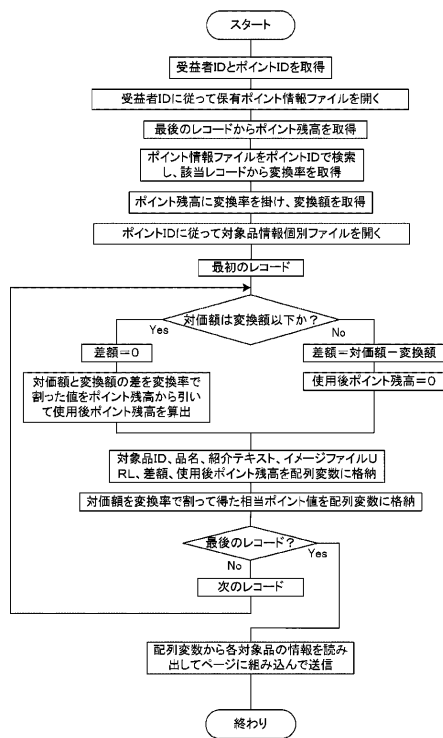 スタート
受益者IDとポイントIDを取得
受益者IDに従って保有ポイント情報ファイルを開く
最後のレコードからポイント残高を取得
ポイント情報ファイルをポイントIDで検索
し、該当レコードから変換率を取得
ポイント残高に変換率を掛け、変換額を取得
ポイントIDに従って対象品情報個別ファイルを開く
最初のレコード
対価額は変換額以下か？
Yes
No
差額=0
差額=対価額-変換額
対価額と変換額の差を変換率で
割った値をポイント残高から引い
て使用後ポイント残高を算出
使用後ポイント残高=0
対象品ID、品名、紹介テキスト、イメージファイルU
RL、差額、使用後ポイント残高を配列変数に格納
対価額を変換率で割って得た相当ポイント値を配列変数に格納
最後のレコード？
No
Yes
次のレコード
配列変数から各対象品の情報を読み
出してページに組み込んで送信
終わり